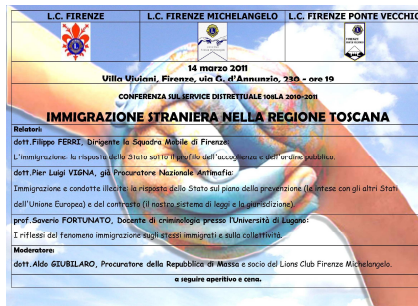 L.C. FIRENZE L.C. FIRENZE MICHELANGELO L.C. FIRENZE PONTE VECCHIO
14 marzo 2011
Villa Viviani, Firenze, via G. d'Annunzio, 230 - ore 19
CONFERENZA SUL SERVICE DISTRETTUALE 108LA 2010-2011
IMMIGRAZIONE STRANIERA NELLA REGIONE TOSCANA
Relatori:
dott.Filippo FERRI, Dirigente la Squadra Mobile di Firenze:
L'immigrazione: la risposta dello Stato sotto il profilo dell'accoglienza e dell'ordine pubblico.
dott.Pier Luigi VIGNA, già Procuratore Nazionale Antimafia:
Immigrazione e condotte illecite: la risposta dello Stato sul piano della prevenzione (le intese con gli altri Stati
dell'Unione Europea) e del contrasto (il nostro sistema di leggi e la giurisdizione).
prof.Saverio FORTUNATO, Docente di criminologia presso l'Università di Lugano:
I riflessi del fenomeno immigrazione sugli stessi immigrati e sulla collettività.
Moderatore:
dott.Aldo GIUBILARO, Procuratore della Repubblica di Massa e socio del Lions Club Firenze Michelangelo.
a seguire aperitivo e cena.